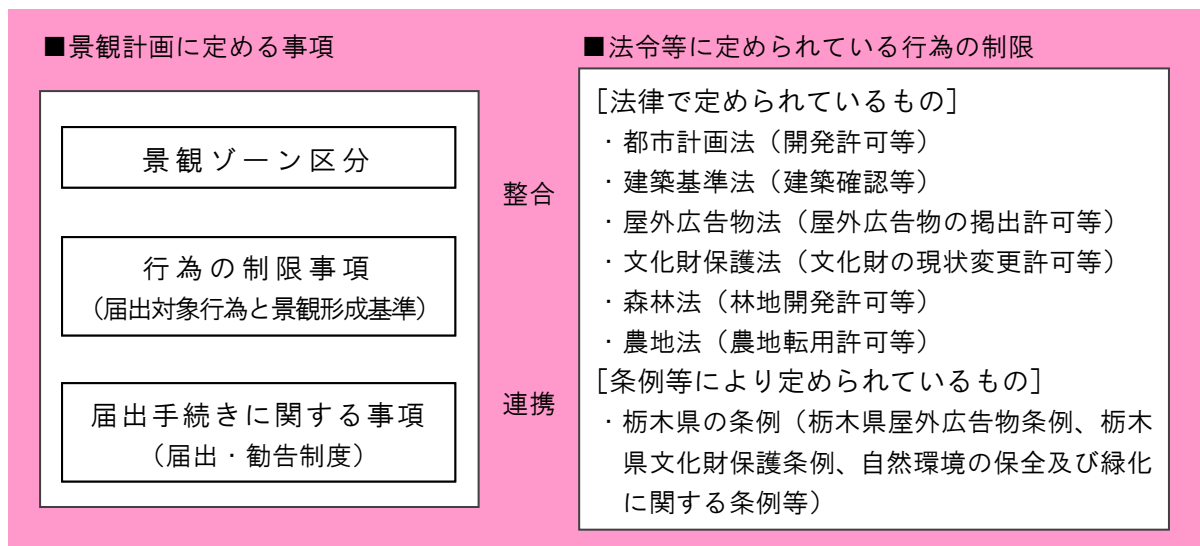 ■景観計画に定める事項
景観ゾーン区分
行為の制限事項
（届出対象行為と景観形成基準）
届出手続きに関する事項
（届出・勧告制度）
整合
連携
■法令等に定められている行為の制限
［法律で定められているもの］
・都市計画法（開発許可等）
・建築基準法（建築確認等）
・屋外広告物法（屋外広告物の掲出許可等）
・文化財保護法（文化財の現状変更許可等）
・森林法（林地開発許可等）
・農地法（農地転用許可等）
［条例等により定められているもの］
・栃木県の条例（栃木県屋外広告物条例、栃木
県文化財保護条例、自然環境の保全及び緑化
に関する条例等）